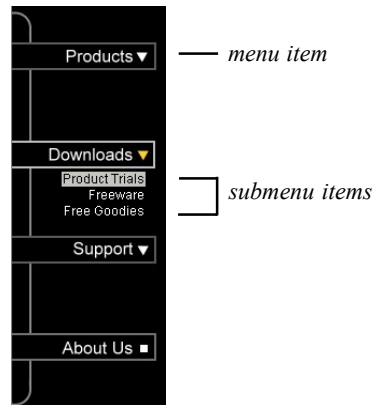 Products ▼
menu item
Downloads ▼
Product Trials
Freeware
Free Goodies
submenu items
Support ▼
About Us ■